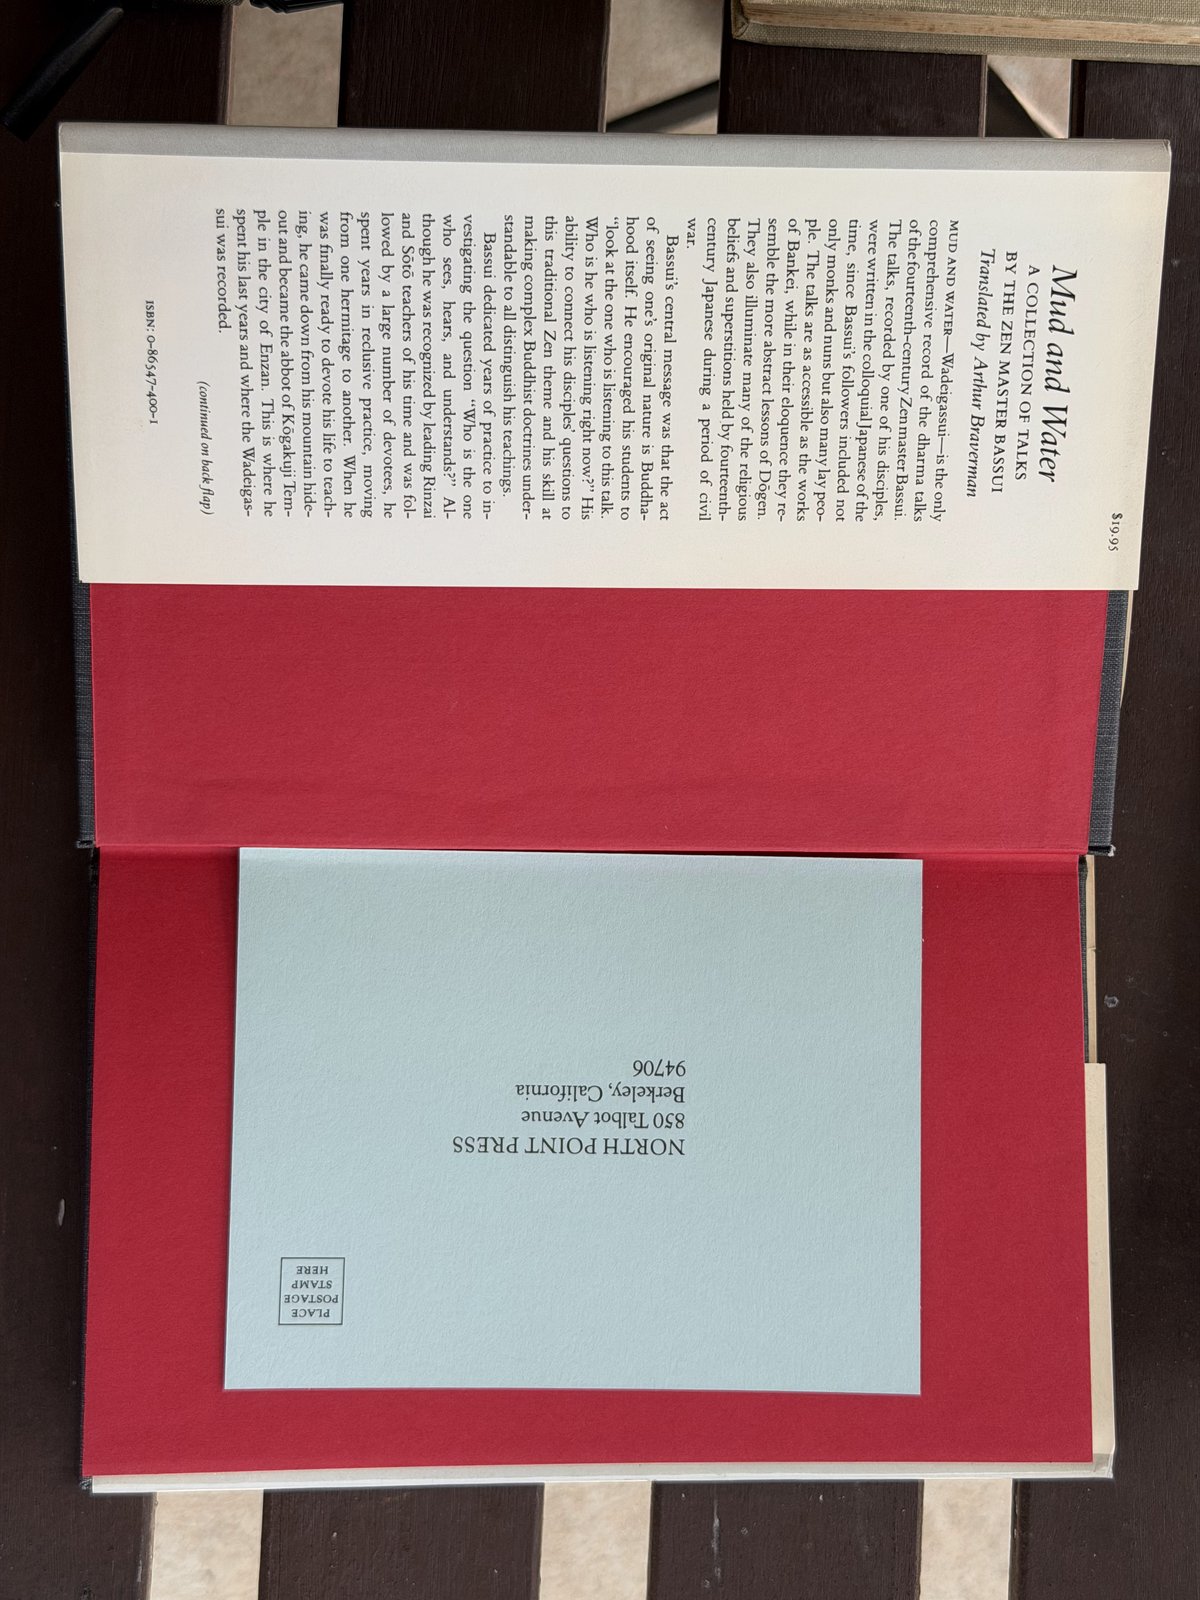 $19.95
Mud and Water
A COLLECTION OF TALKS
BY THE ZEN MASTER BASSUI
Translated by Arthur Braverman
MUD AND WATER—Wadeigassui—is the only
comprehensive record of the dharma talks
of the fourteenth-century Zen master Bassui.
The talks, recorded by one of his disciples,
were written in the colloquial Japanese of the
time, since Bassui's followers included not
only monks and nuns but also many lay peo-
ple. The talks are as accessible as the works
of Bankei, while in their eloquence they re-
semble the more abstract lessons of Dōgen.
They also illuminate many of the religious
beliefs and superstitions held by fourteenth-
century Japanese during a period of civil
war.
Bassui's central message was that the act
of seeing one's original nature is Buddha-
hood itself. He encouraged his students to
"look at the one who is listening to this talk.
Who is he who is listening right now?" His
ability to connect his disciples' questions to
this traditional Zen theme and his skill at
making complex Buddhist doctrines under-
standable to all distinguish his teachings.
Bassui dedicated years of practice to in-
vestigating the question "Who is the one
who sees, hears, and understands?" Al-
though he was recognized by leading Rinzai
and Sōtō teachers of his time and was fol-
lowed by a large number of devotees, he
spent years in reclusive practice, moving
from one hermitage to another. When he
was finally ready to devote his life to teach-
ing, he came down from his mountain hide-
out and became the abbot of Kōgakuji Tem-
ple in the city of Enzan. This is where he
spent his last years and where the Wadeigas-
sui was recorded.
(continued on back flap)
ISBN: 0-86547-400-1
PLACE
POSTAGE
STAMP
HERE
NORTH POINT PRESS
850 Talbot Avenue
Berkeley, California
94706